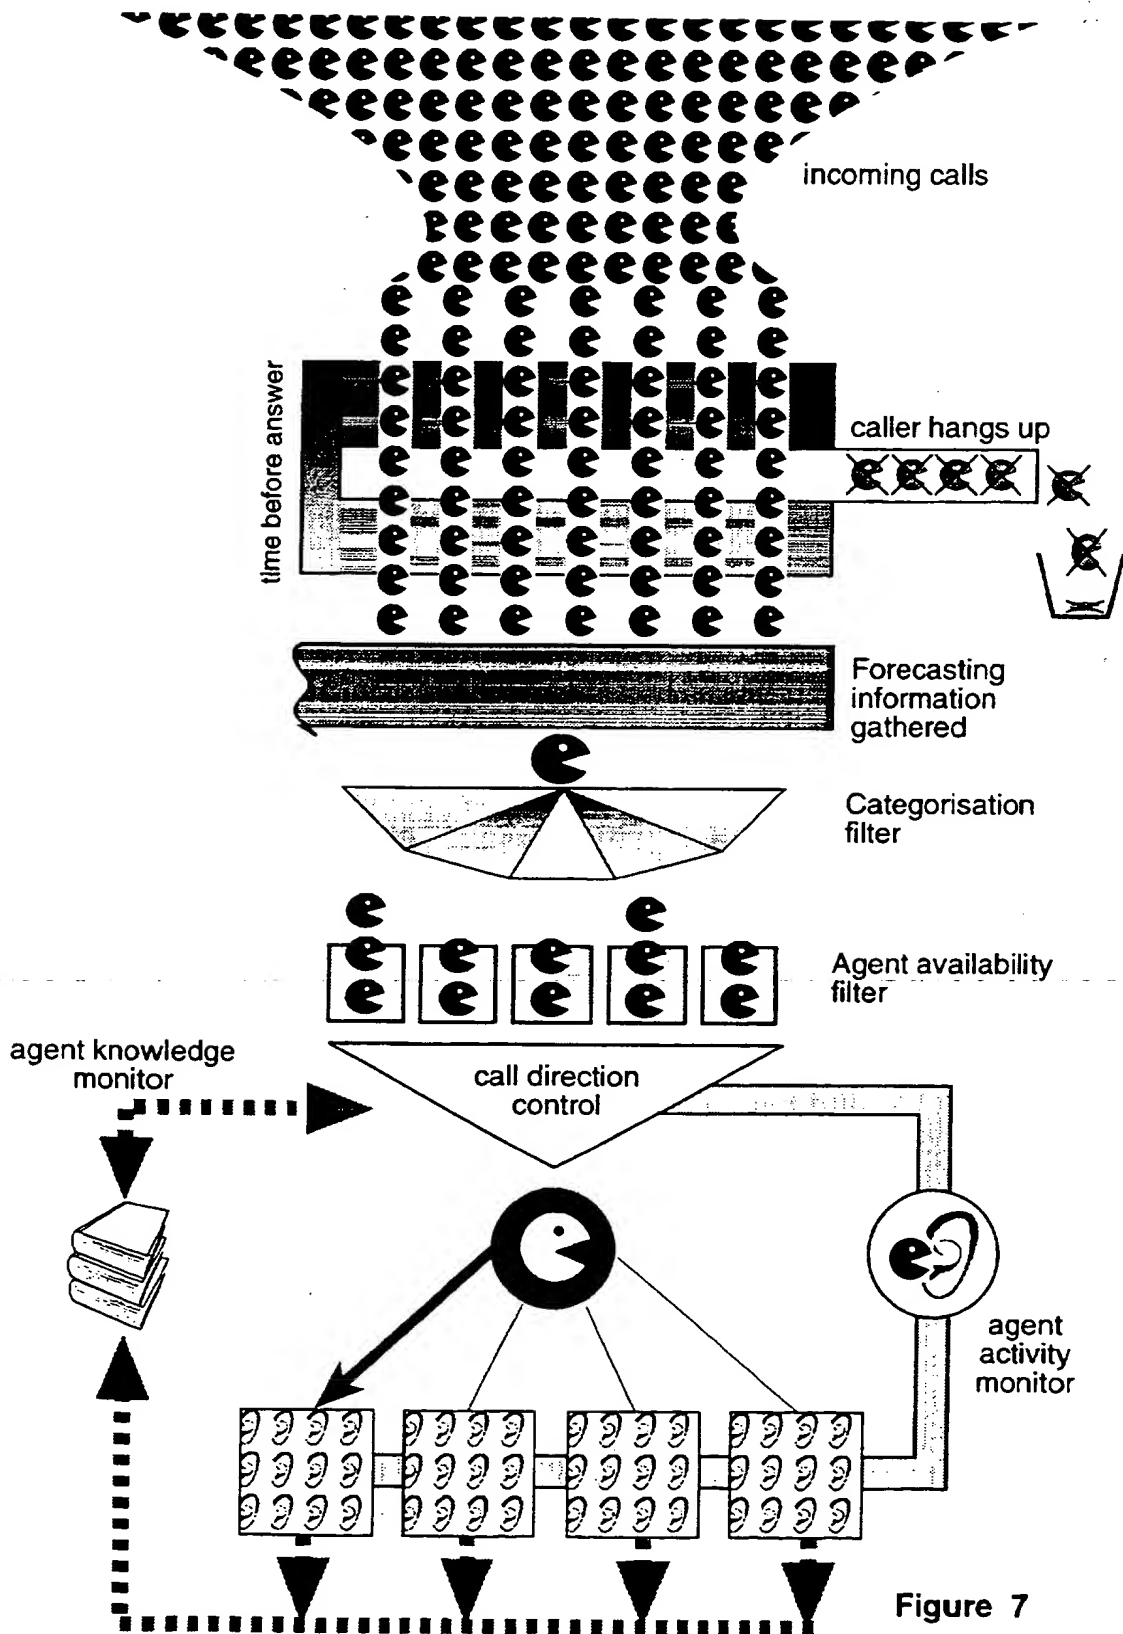 incoming calls
time before answer
caller hangs up
Forecasting
information
gathered
Categorisation
filter
Agent availability
filter
agent knowledge
monitor
call direction
control
agent
activity
monitor
Figure 7